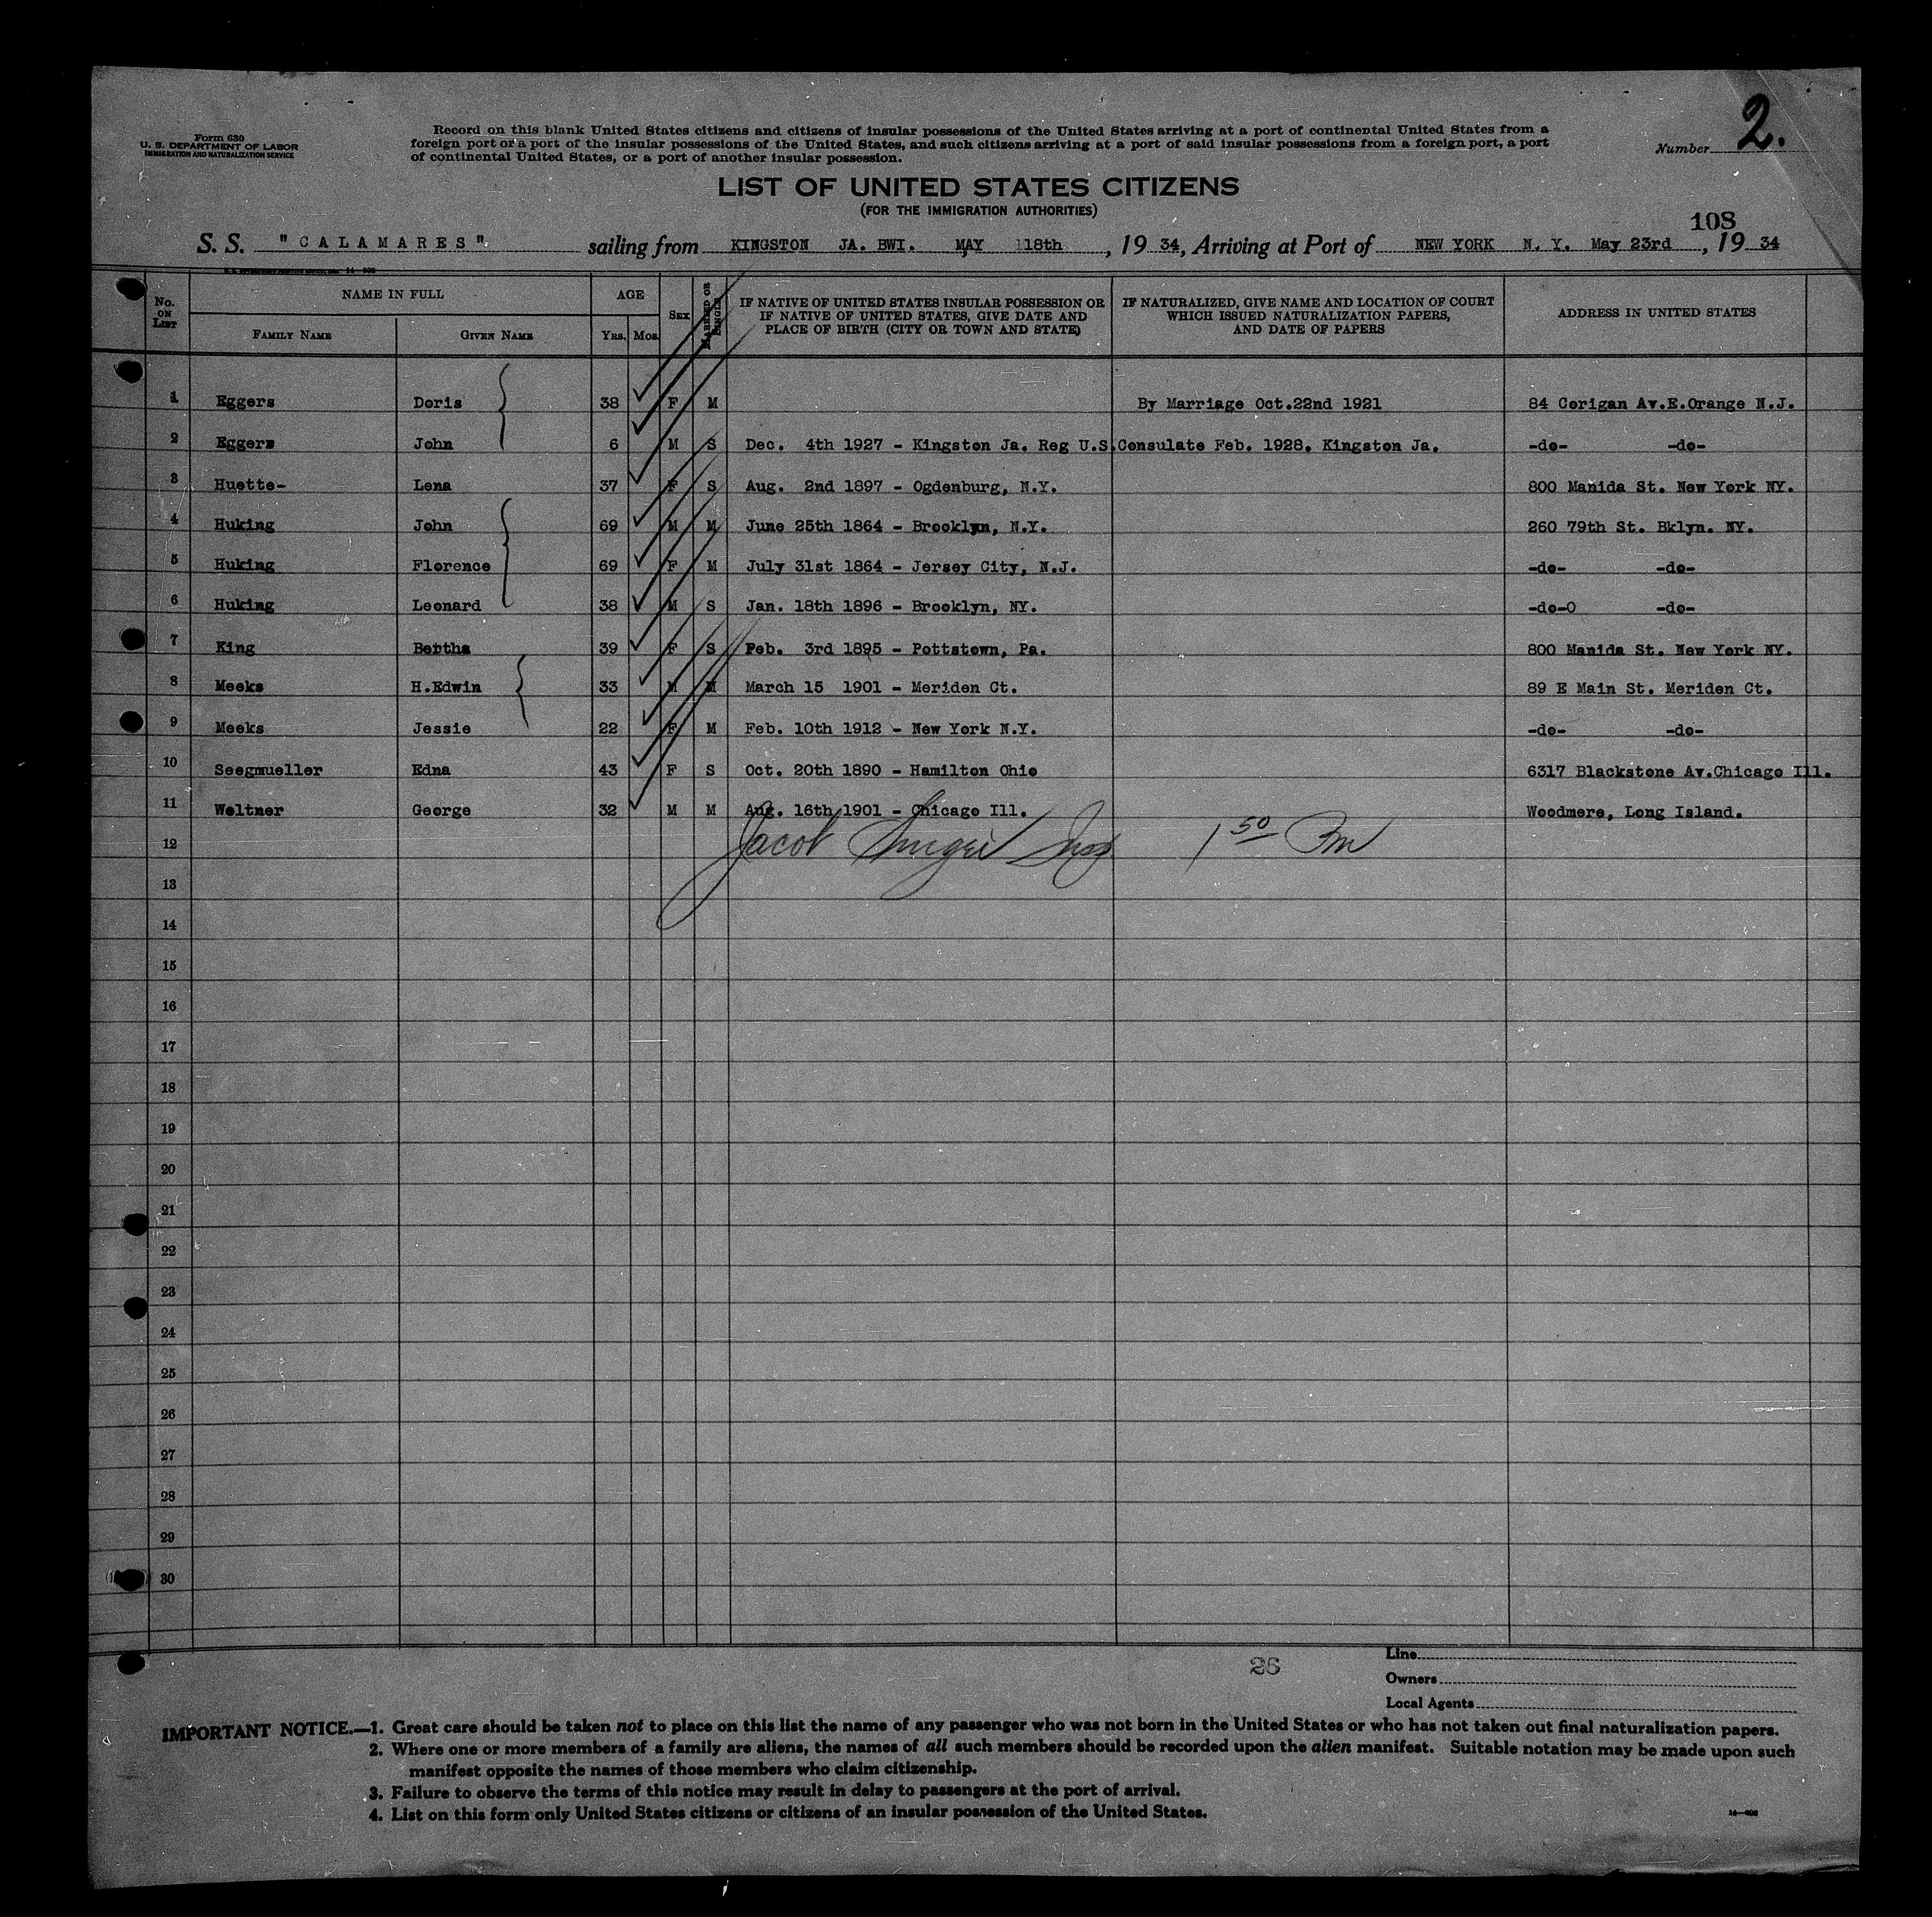 Form 630
U. S. DEPARTMENT OF LABOR
IMMIGRATION AND NATURALIZATION SERVICE
Record on this blank United States citizens and citizens of insular possessions of the United States arriving at a port of continental United States from a
foreign port or a port of the insular possessions of the United States, and such citizens arriving at a port of said insular possessions from a foreign port, a port
of continental United States, or a port of another insular possession.
Number 2.
LIST OF UNITED STATES CITIZENS
(FOR THE IMMIGRATION AUTHORITIES)
108
S. S. "CALAMARES" sailing from KINGSTON JA. BWI. MAY 18th, 1934, Arriving at Port of NEW YORK N. Y. May 23rd, 1934
No. ON LIST NAME IN FULL AGE SEX MARRIED OR SINGLE IF NATIVE OF UNITED STATES INSULAR POSSESSION OR IF NATIVE OF UNITED STATES, GIVE DATE AND PLACE OF BIRTH (CITY OR TOWN AND STATE) IF NATURALIZED, GIVE NAME AND LOCATION OF COURT WHICH ISSUED NATURALIZATION PAPERS, AND DATE OF PAPERS ADDRESS IN UNITED STATES
FAMILY NAME GIVEN NAME YRS. MOS.
1 Eggers Doris 38 F M By Marriage Oct.22nd 1921 84 Corigan Av.E.Orange N.J.
2 Eggers John 6 M S Dec. 4th 1927 - Kingston Ja. Reg U.S.Consulate Feb. 1928. Kingston Ja. -do- -do-
3 Huette- Lena 37 F S Aug. 2nd 1897 - Ogdenburg, N.Y. 800 Manida St. New York NY.
4 Huking John 69 M M June 25th 1864 - Brooklyn, N.Y. 260 79th St. Bklyn. NY.
5 Huking Florence 69 F M July 31st 1864 - Jersey City, N.J. -do- -do-
6 Huking Leonard 38 M S Jan. 18th 1896 - Brooklyn, NY. -do-0 -do-
7 King Bertha 39 F S Feb. 3rd 1895 - Pottstown, Pa. 800 Manida St. New York NY.
8 Meeks H.Edwin 33 M M March 15 1901 - Meriden Ct. 89 E Main St. Meriden Ct.
9 Meeks Jessie 22 F M Feb. 10th 1912 - New York N.Y. -do- -do-
10 Seegmueller Edna 43 F S Oct. 20th 1890 - Hamilton Ohio 6317 Blackstone Av.Chicago Ill.
11 Weltner George 32 M M Aug. 16th 1901 - Chicago Ill. Woodmere, Long Island.
12 Jacob Insp 1 50 Pm
13
14
15
16
17
18
19
20
21
22
23
24
25
26
27
28
29
30
26
Line
Owners
Local Agents
IMPORTANT NOTICE.—1. Great care should be taken not to place on this list the name of any passenger who was not born in the United States or who has not taken out final naturalization papers.
2. Where one or more members of a family are aliens, the names of all such members should be recorded upon the alien manifest. Suitable notation may be made upon such
manifest opposite the names of those members who claim citizenship.
3. Failure to observe the terms of this notice may result in delay to passengers at the port of arrival.
4. List on this form only United States citizens or citizens of an insular possession of the United States.